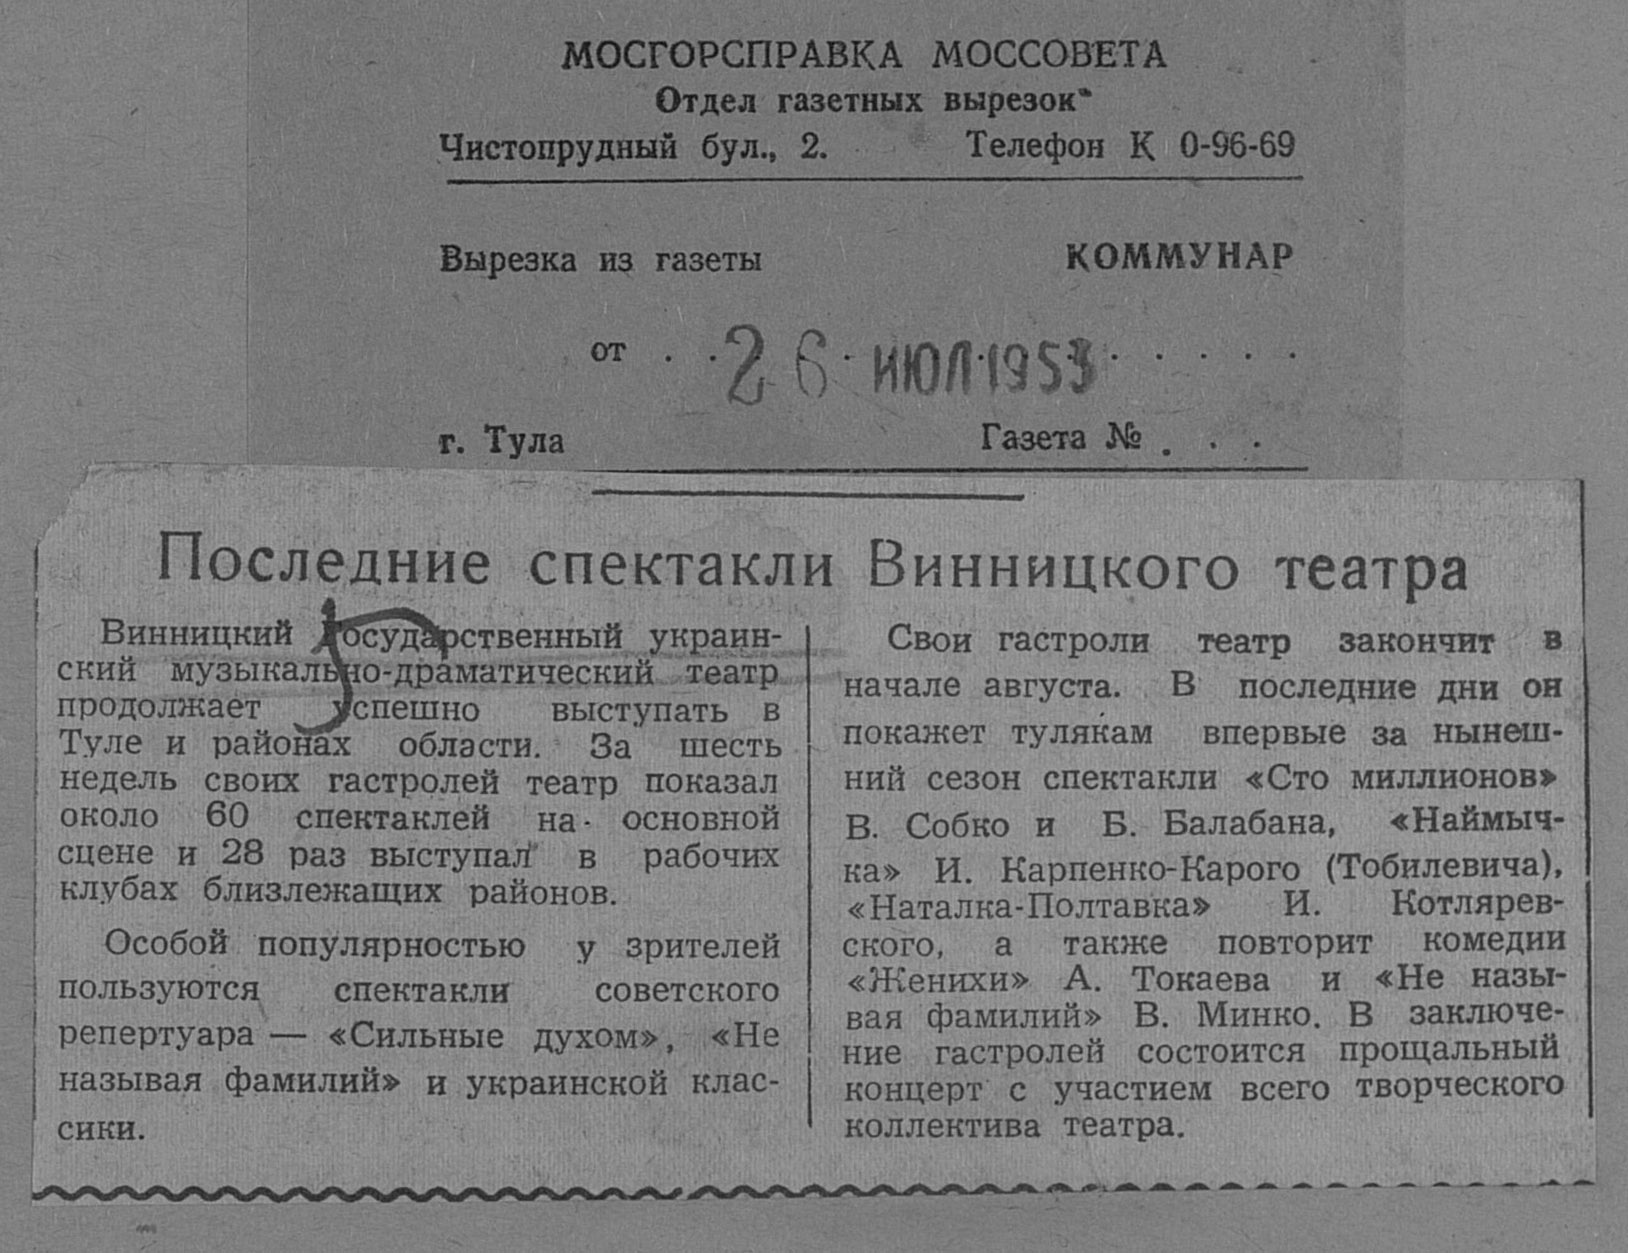 МОСГОРСПРАВКА МОССОВЕТА
Отдел газетных вырезок
Чистопрудный бул., 2. Телефон К 0-96-69
Вырезка из газеты КОММУНАР
от . . 26 ИЮЛ 1953 . . . . .
г. Тула Газета № . . .
Последние спектакли Винницкого театра
Винницкий государственный украин-
ский музыкально-драматический театр
продолжает успешно выступать в
Туле и районах области. За шесть
недель своих гастролей театр показал
около 60 спектаклей на основной
сцене и 28 раз выступал в рабочих
клубах близлежащих районов.
Особой популярностью у зрителей
пользуются спектакли советского
репертуара — «Сильные духом», «Не
называя фамилий» и украинской клас-
сики.
Свои гастроли театр закончит в
начале августа. В последние дни он
покажет тулякам впервые за нынеш-
ний сезон спектакли «Сто миллионов»
В. Собко и Б. Балабана, «Наймыч-
ка» И. Карпенко-Карого (Тобилевича),
«Наталка-Полтавка» И. Котлярев-
ского, а также повторит комедии
«Женихи» А. Токаева и «Не назы-
вая фамилий» В. Минко. В заключе-
ние гастролей состоится прощальный
концерт с участием всего творческого
коллектива театра.